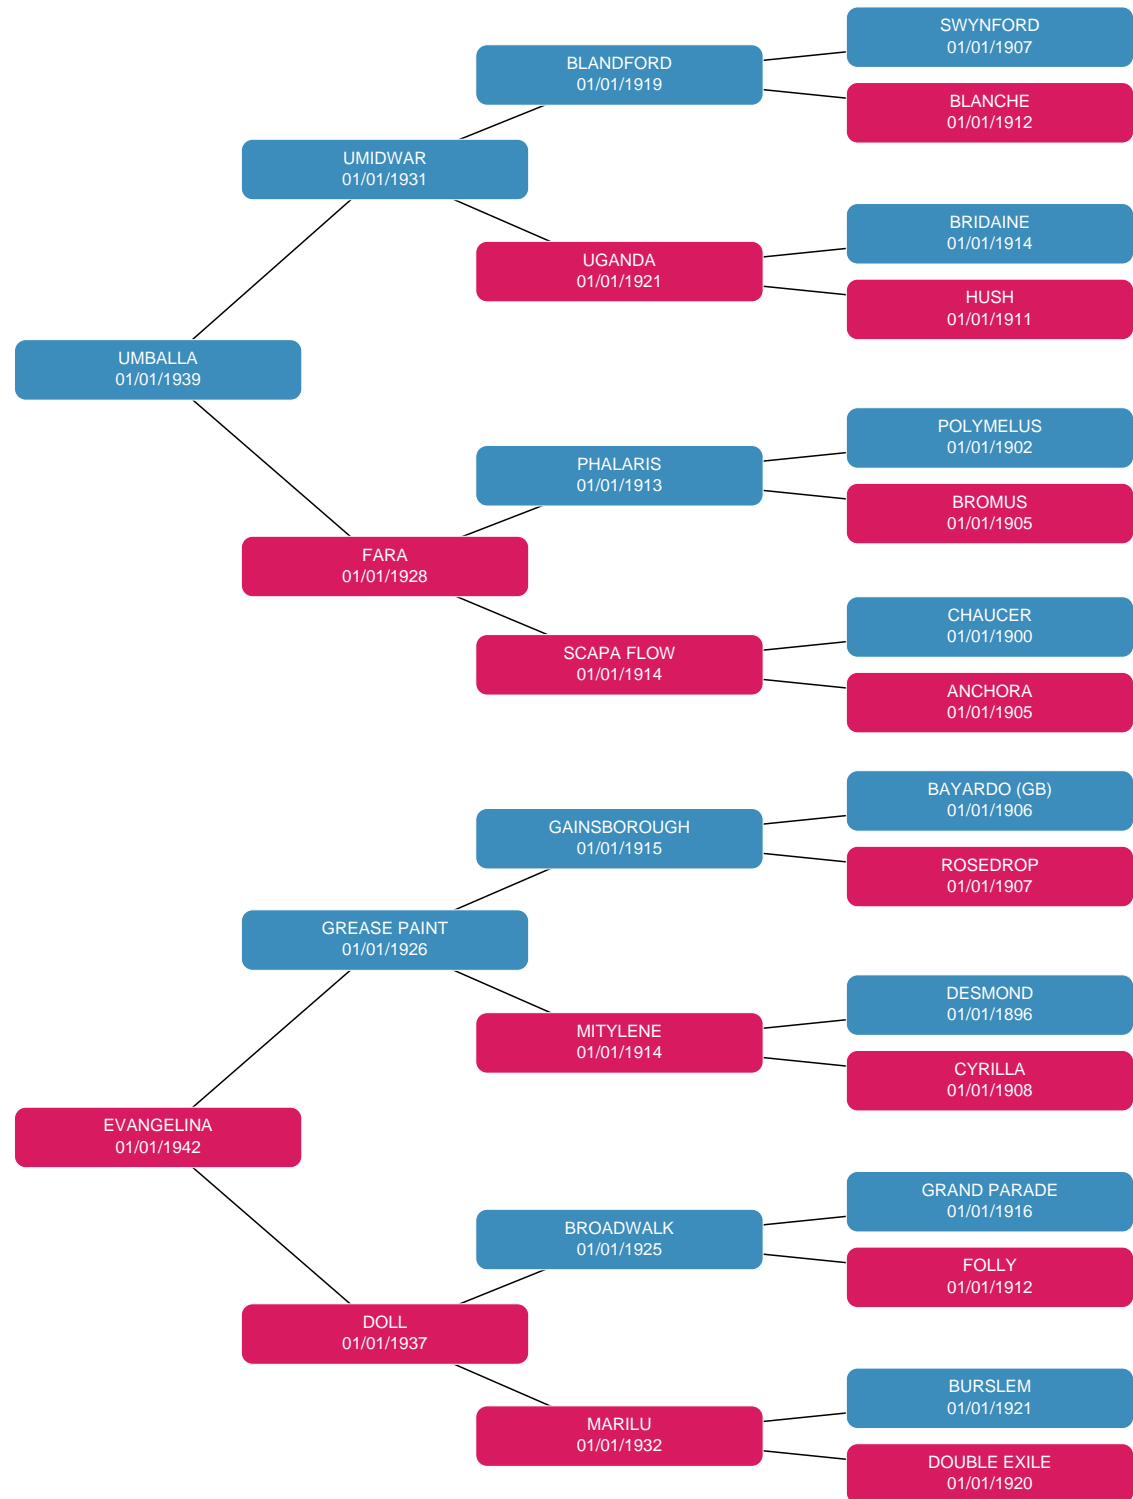 SWYNFORD
01/01/1907
BLANDFORD
01/01/1919
BLANCHE
01/01/1912
UMIDWAR
01/01/1931
BRIDAINE
01/01/1914
UGANDA
01/01/1921
HUSH
01/01/1911
UMBALLA
01/01/1939
POLYMELUS
01/01/1902
PHALARIS
01/01/1913
BROMUS
01/01/1905
FARA
01/01/1928
CHAUCER
01/01/1900
SCAPA FLOW
01/01/1914
ANCHORA
01/01/1905
BAYARDO (GB)
01/01/1906
GAINSBOROUGH
01/01/1915
ROSEDROP
01/01/1907
GREASE PAINT
01/01/1926
DESMOND
01/01/1896
MITYLENE
01/01/1914
CYRILLA
01/01/1908
EVANGELINA
01/01/1942
GRAND PARADE
01/01/1916
BROADWALK
01/01/1925
FOLLY
01/01/1912
DOLL
01/01/1937
BURSLEM
01/01/1921
MARILU
01/01/1932
DOUBLE EXILE
01/01/1920